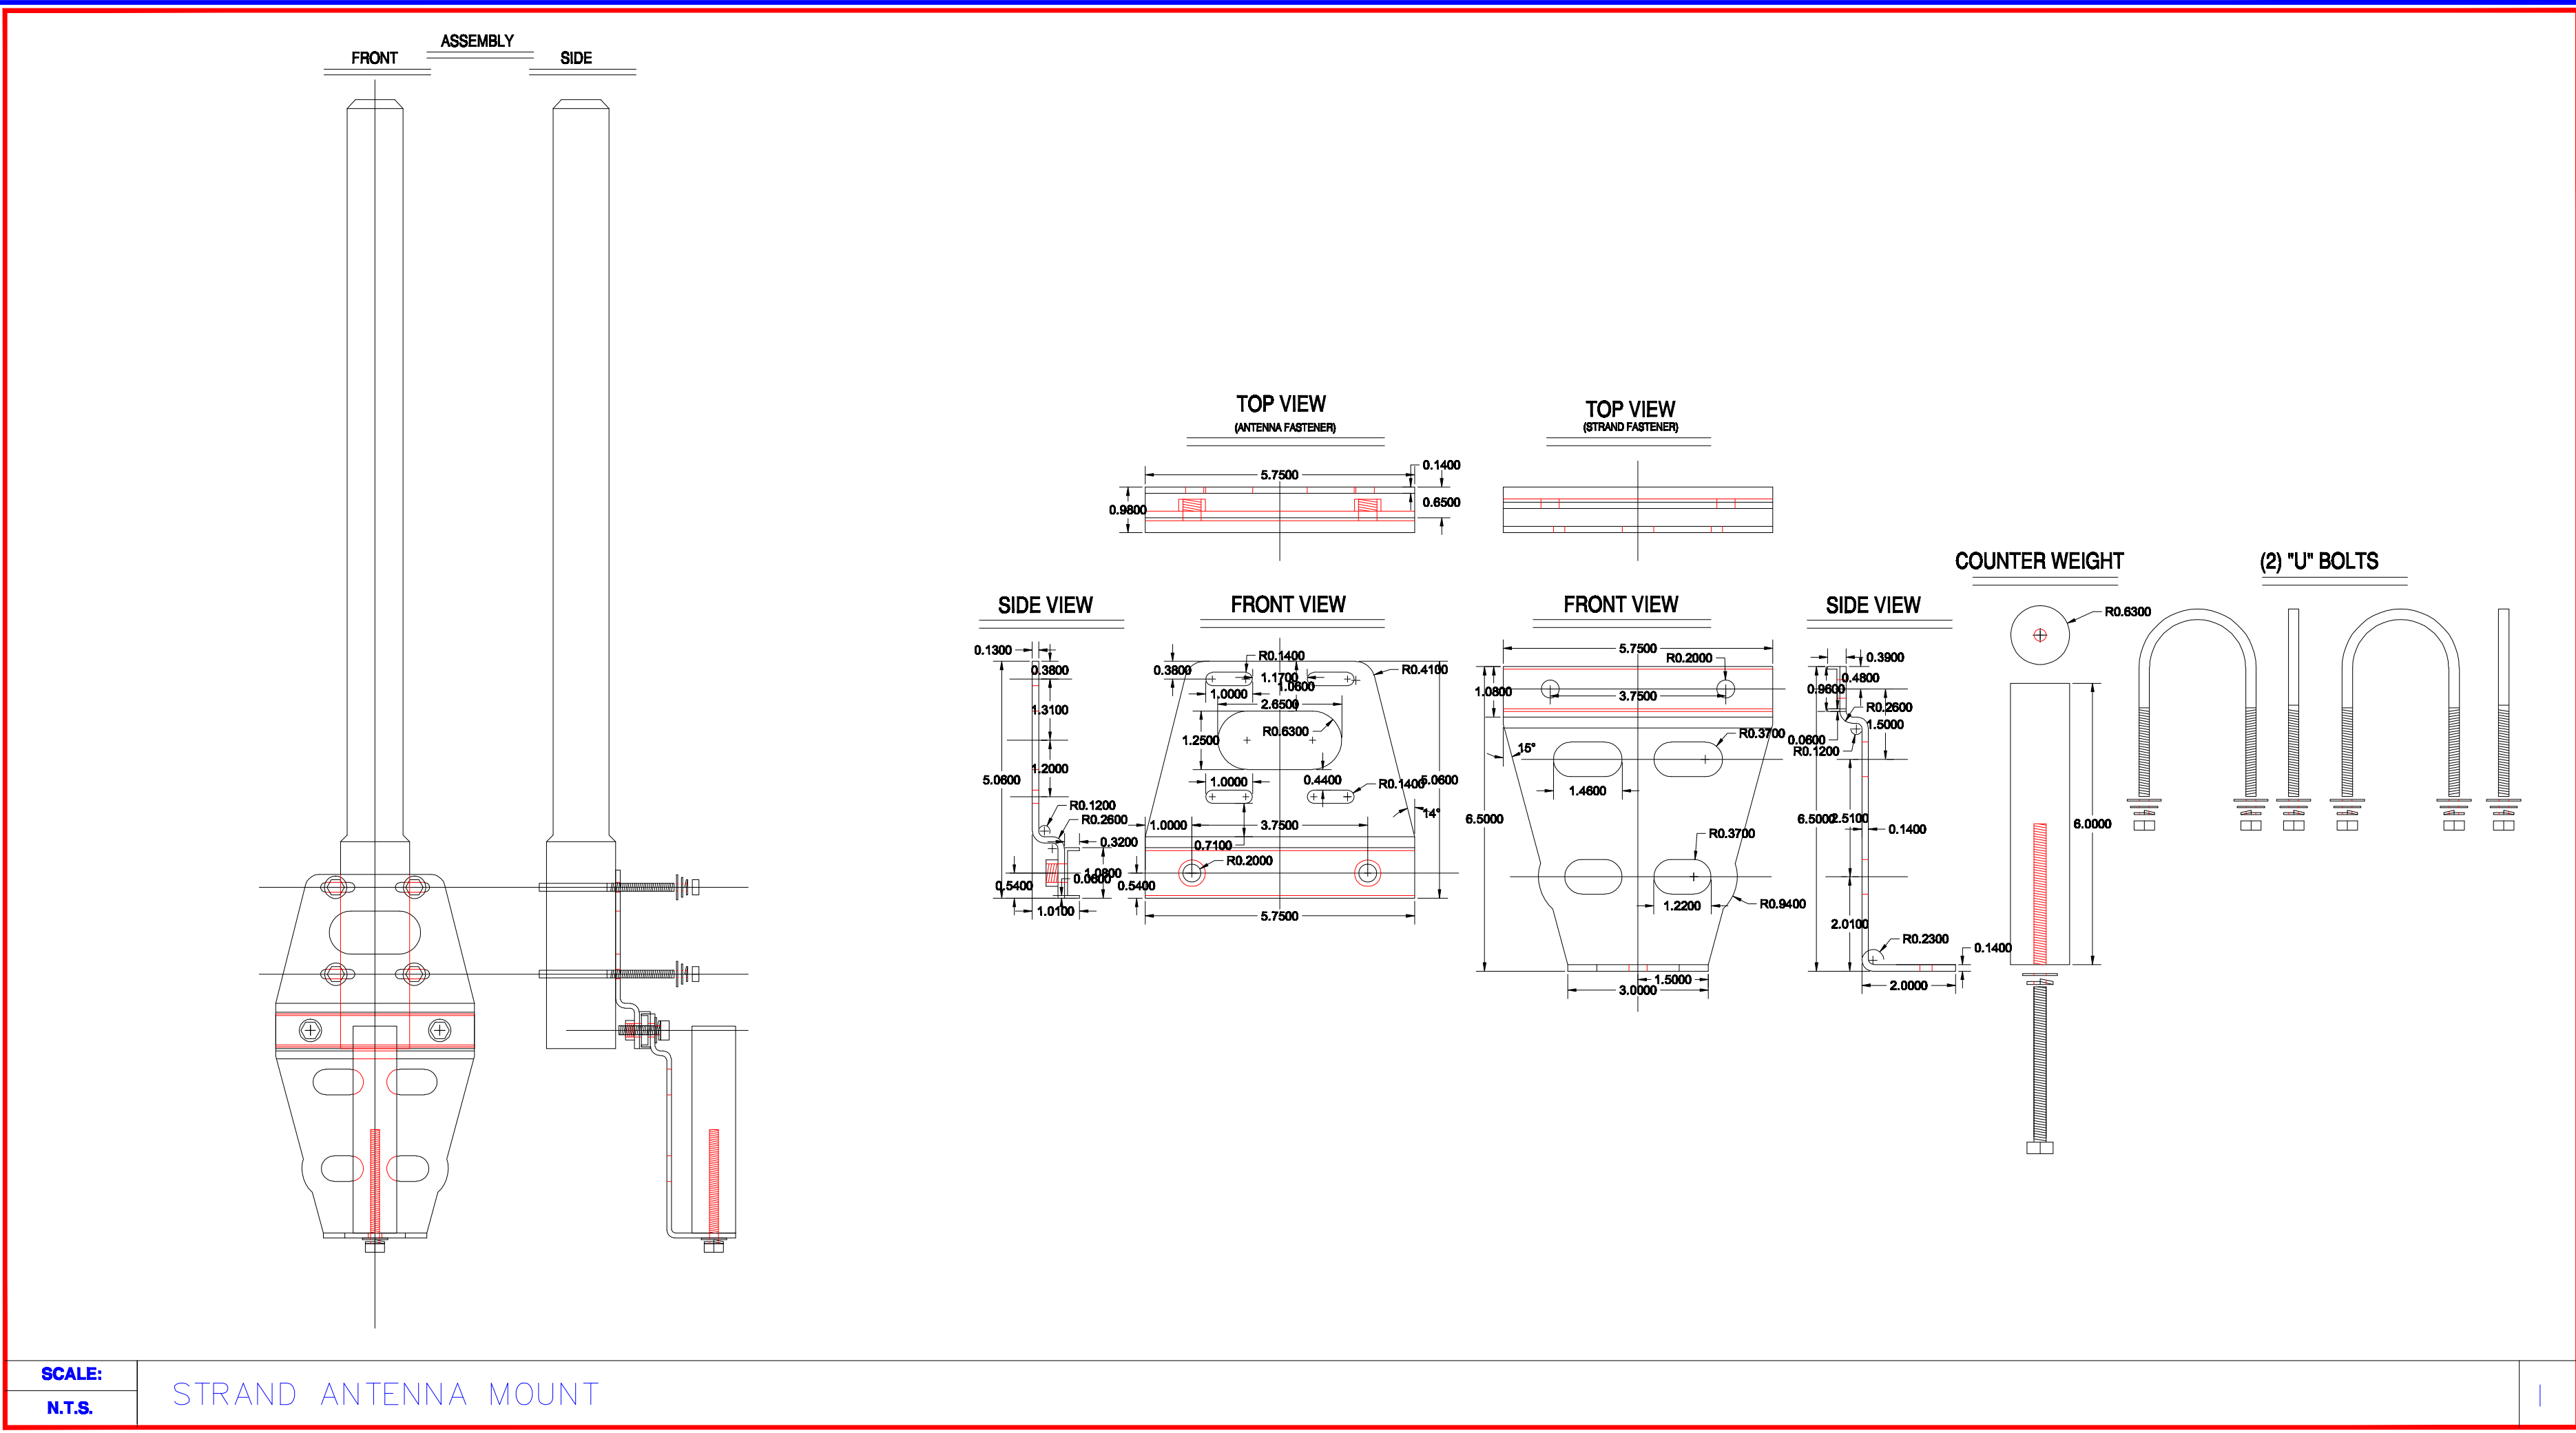 ASSEMBLY
FRONT
SIDE
TOP VIEW
(ANTENNA FASTENER)
5.7500
0.1400
0.6500
0.9800
TOP VIEW
(STRAND FASTENER)
SIDE VIEW
0.1300
0.3800
1.3100
1.2000
5.0600
R0.1200
R0.2600
0.3200
1.0800
0.0600
0.5400
1.0100
FRONT VIEW
0.3800
R0.1400
R0.4100
1.1700
1.0600
1.0000
2.6500
R0.6300
1.2500
1.0000
0.4400
R0.1400
5.0600
14°
1.0000
3.7500
0.7100
R0.2000
0.5400
5.7500
FRONT VIEW
5.7500
R0.2000
1.0800
3.7500
R0.3700
15°
1.4600
6.5000
R0.3700
1.2200
R0.9400
1.5000
3.0000
SIDE VIEW
0.3900
0.4800
0.9600
R0.2600
1.5000
0.0600
R0.1200
6.5000
2.5100
0.1400
2.0100
R0.2300
0.1400
2.0000
COUNTER WEIGHT
R0.6300
6.0000
(2) "U" BOLTS
SCALE:
N.T.S.
STRAND ANTENNA MOUNT
1